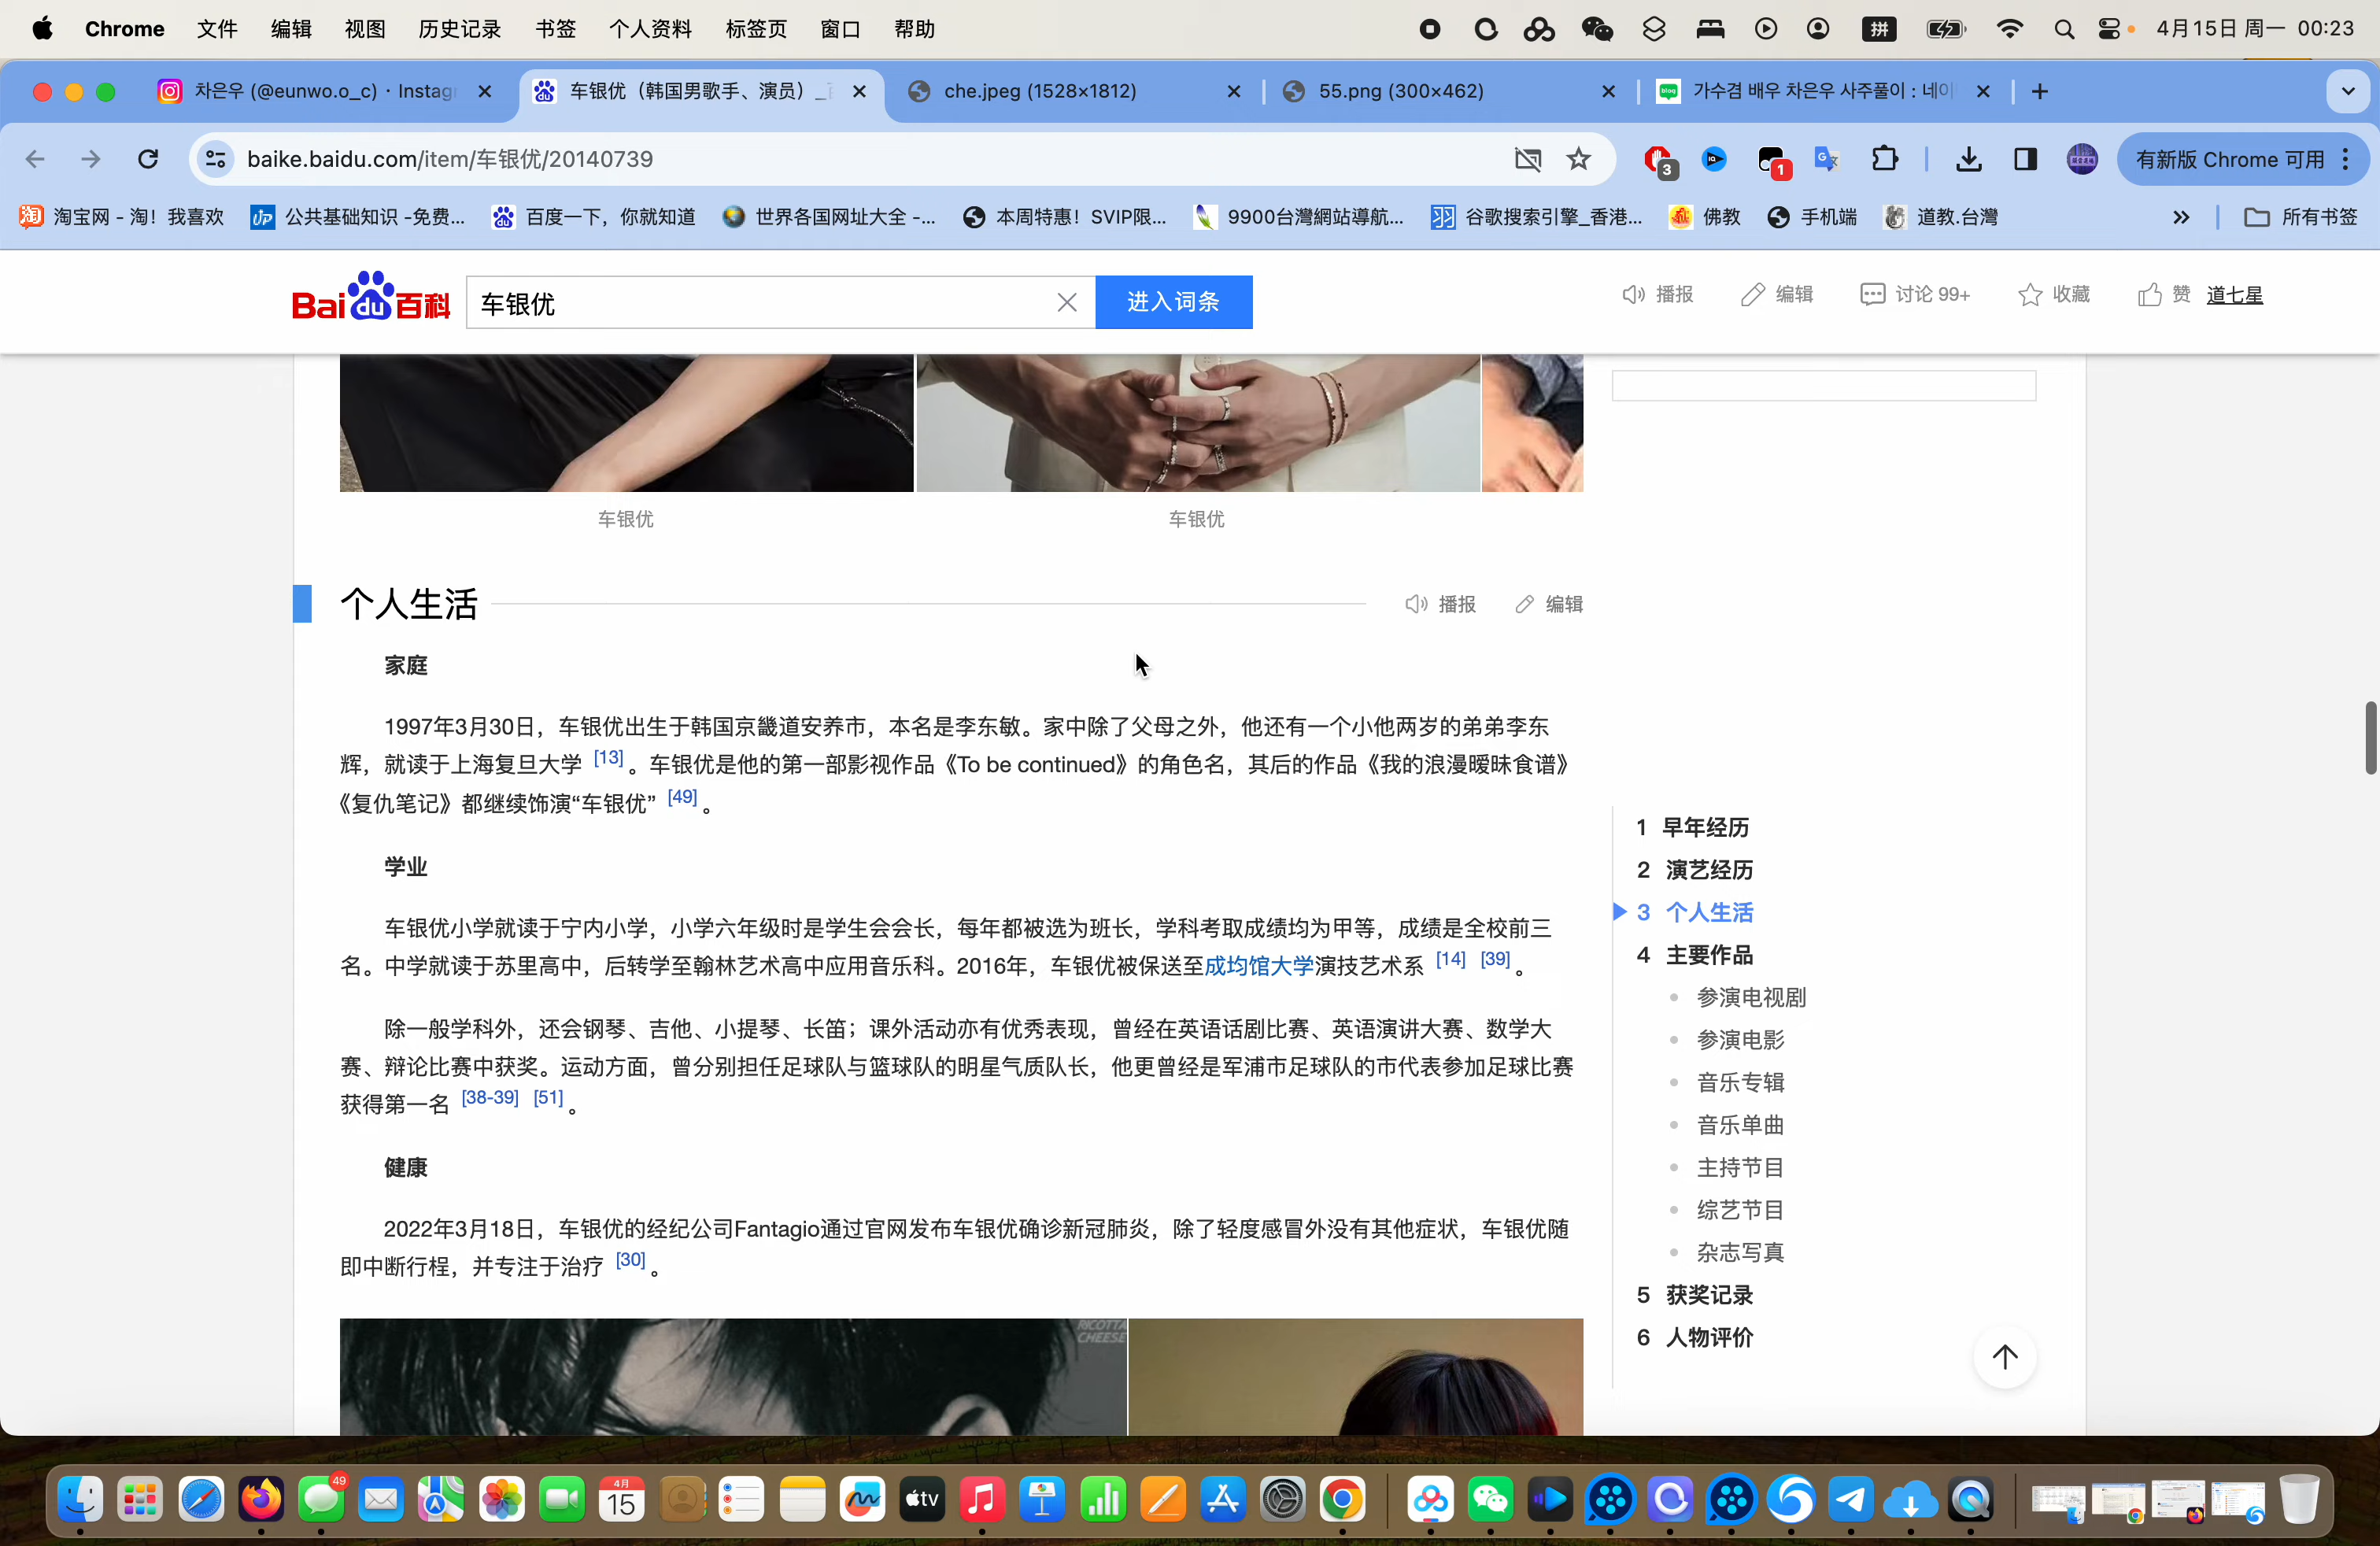 Chrome 文件 编辑 视图 历史记录 书签 个人资料 标签页 窗口 帮助 拼 4月15日 周一 00:23
차은우 (@eunwo.o_c) · Instag 车银优（韩国男歌手、演员）_百 che.jpeg (1528×1812) 55.png (300×462) blog 가수겸 배우 차은우 사주풀이 : 네이
baike.baidu.com/item/车银优/20140739 3 1 有新版 Chrome 可用
淘宝网 - 淘！我喜欢 公共基础知识 -免费... 百度一下，你就知道 世界各国网址大全 -... 本周特惠！SVIP限... 9900台灣網站導航... 谷歌搜索引擎_香港... 佛教 手机端 道教.台灣 » 所有书签
Bai du 百科 车银优 进入词条 播报 编辑 讨论 99+ 收藏 赞 道七星
车银优 车银优
个人生活 播报 编辑
家庭
1997年3月30日，车银优出生于韩国京畿道安养市，本名是李东敏。家中除了父母之外，他还有一个小他两岁的弟弟李东
辉，就读于上海复旦大学 [13] 。车银优是他的第一部影视作品《To be continued》的角色名，其后的作品《我的浪漫暧昧食谱》
《复仇笔记》都继续饰演“车银优” [49] 。
学业
车银优小学就读于宁内小学，小学六年级时是学生会会长，每年都被选为班长，学科考取成绩均为甲等，成绩是全校前三
名。中学就读于苏里高中，后转学至翰林艺术高中应用音乐科。2016年，车银优被保送至成均馆大学演技艺术系 [14] [39] 。
除一般学科外，还会钢琴、吉他、小提琴、长笛；课外活动亦有优秀表现，曾经在英语话剧比赛、英语演讲大赛、数学大
赛、辩论比赛中获奖。运动方面，曾分别担任足球队与篮球队的明星气质队长，他更曾经是军浦市足球队的市代表参加足球比赛
获得第一名 [38-39] [51] 。
健康
2022年3月18日，车银优的经纪公司Fantagio通过官网发布车银优确诊新冠肺炎，除了轻度感冒外没有其他症状，车银优随
即中断行程，并专注于治疗 [30] 。
RICOTTA
CHEESE
1 早年经历
2 演艺经历
3 个人生活
4 主要作品
参演电视剧
参演电影
音乐专辑
音乐单曲
主持节目
综艺节目
杂志写真
5 获奖记录
6 人物评价
49 4月 15 tv